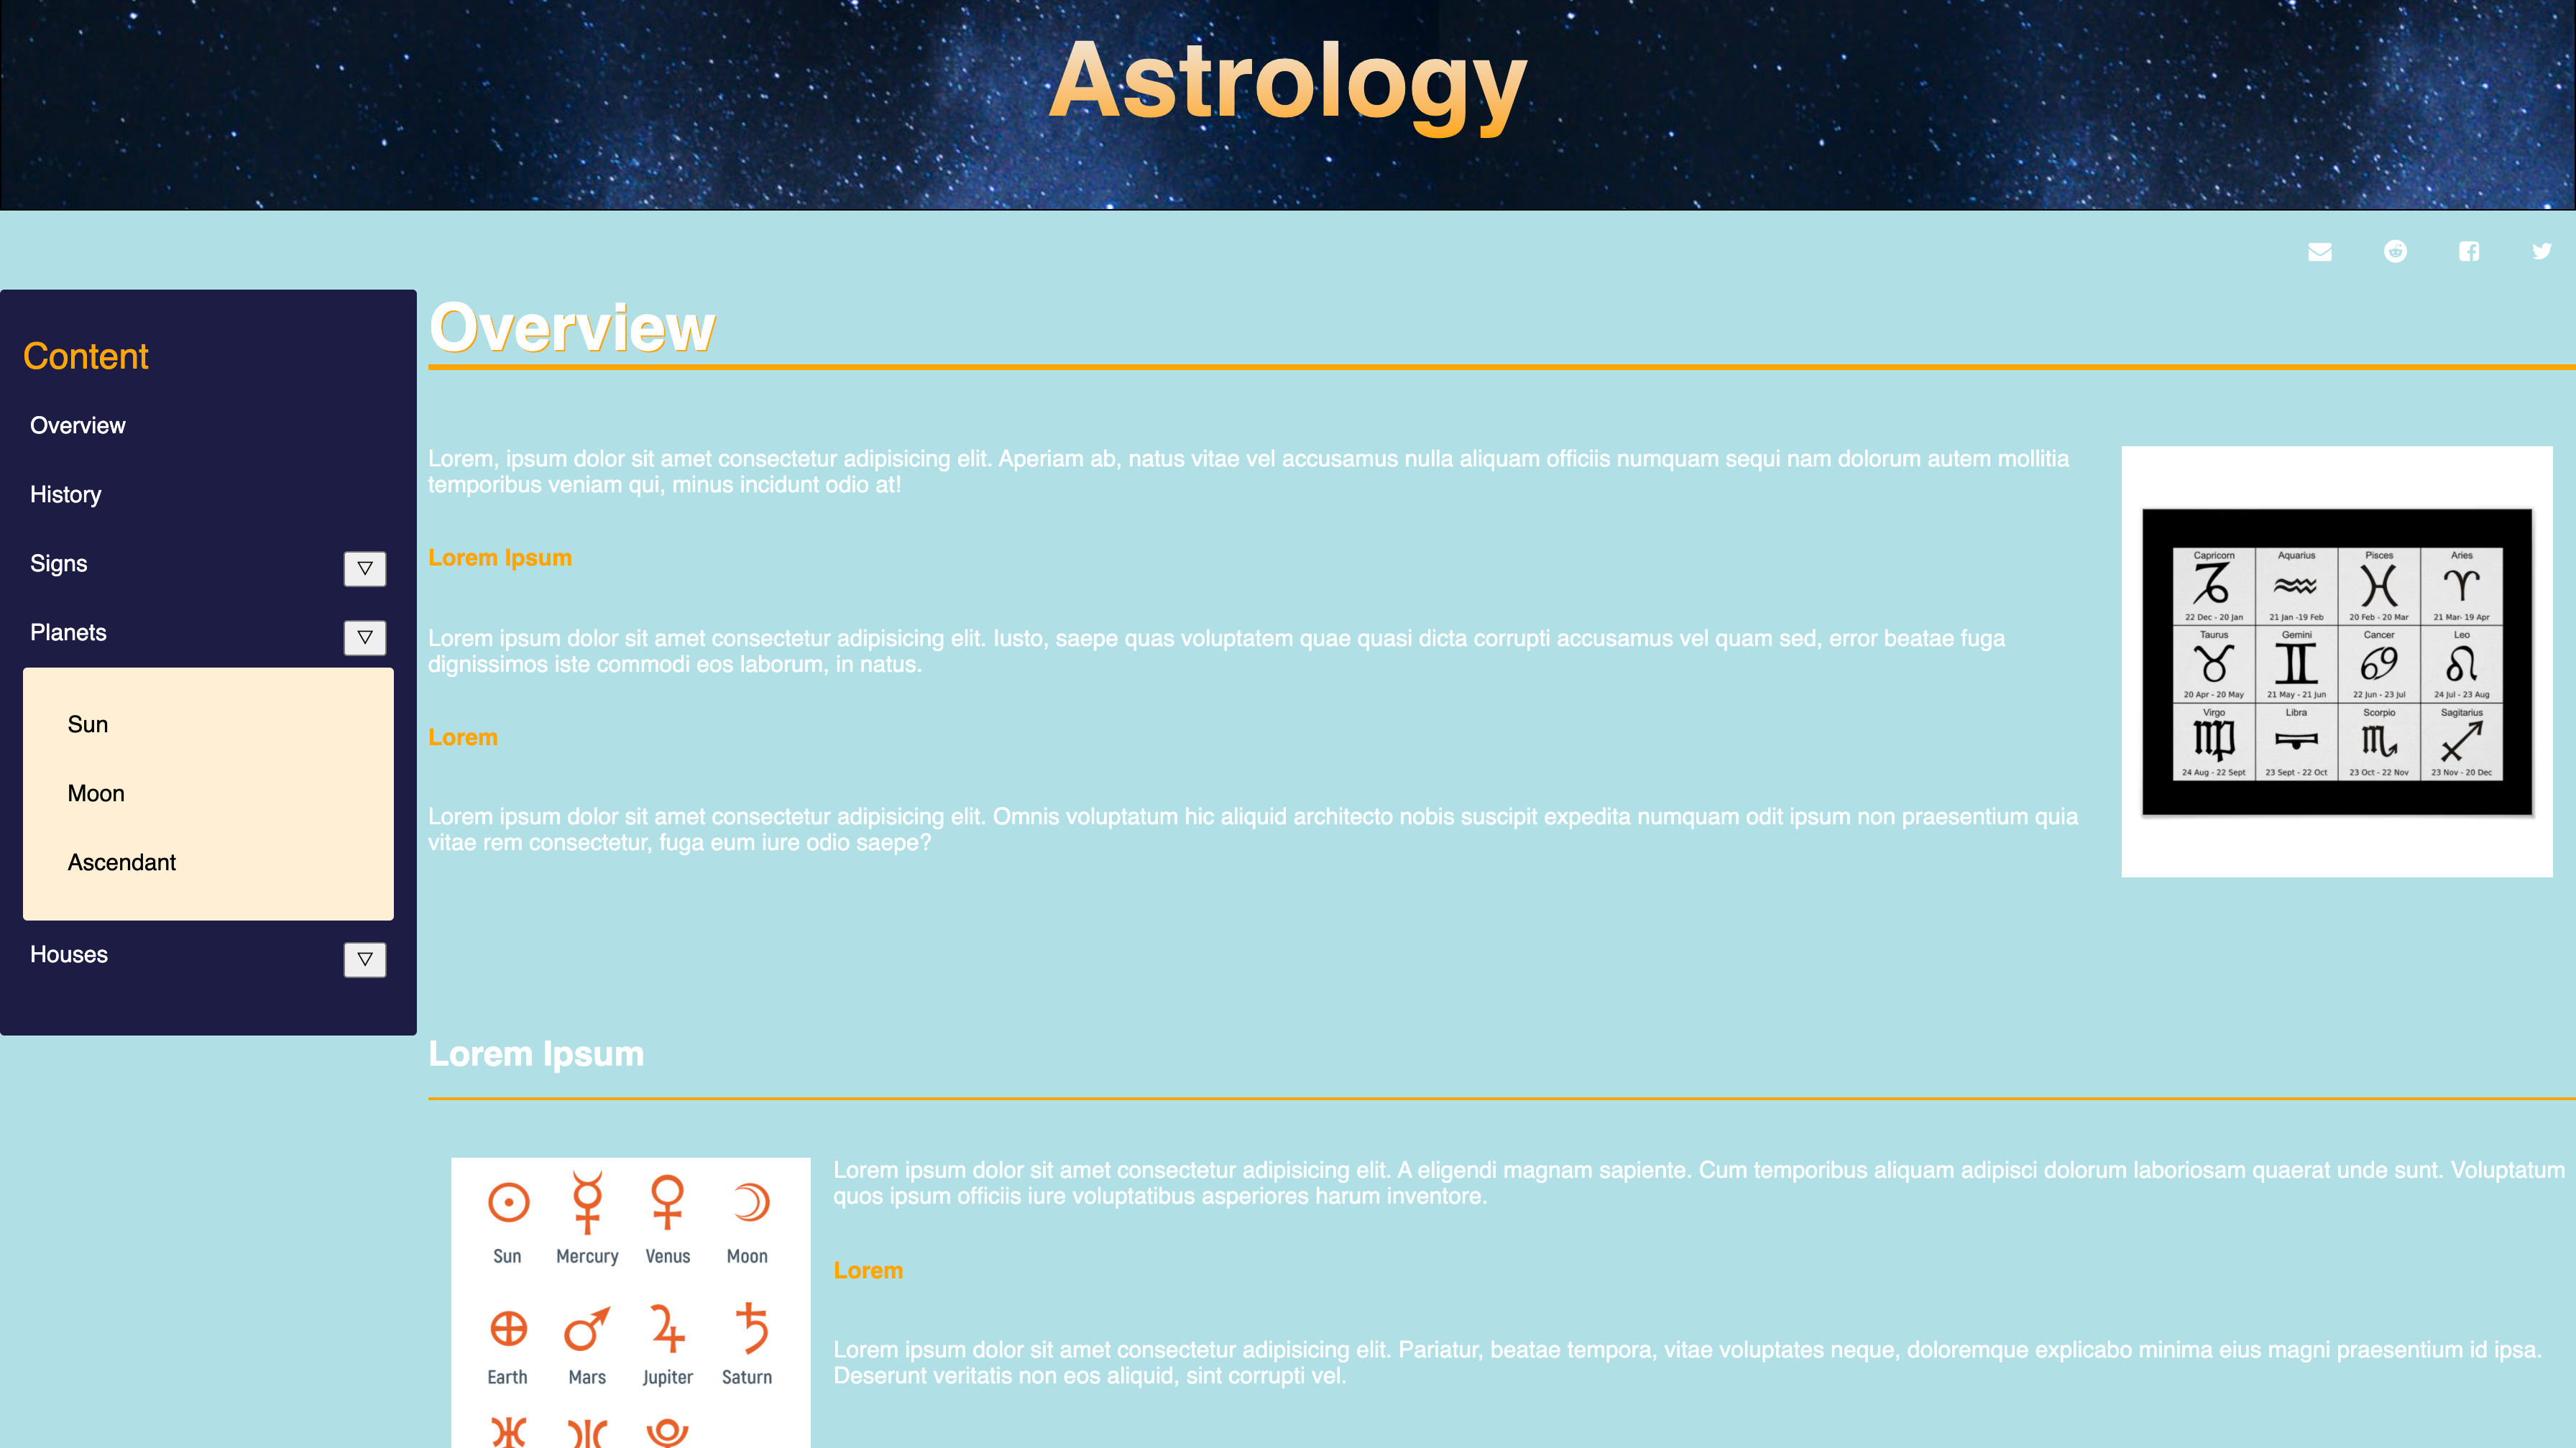 Astrology
Content
Overview
History
Signs
Planets
Sun
Moon
Ascendant
Houses
Overview
Lorem, ipsum dolor sit amet consectetur adipisicing elit. Aperiam ab, natus vitae vel accusamus nulla aliquam officiis numquam sequi nam dolorum autem mollitia
temporibus veniam qui, minus incidunt odio at!
Lorem Ipsum
Lorem ipsum dolor sit amet consectetur adipisicing elit. Iusto, saepe quas voluptatem quae quasi dicta corrupti accusamus vel quam sed, error beatae fuga
dignissimos iste commodi eos laborum, in natus.
Lorem
Lorem ipsum dolor sit amet consectetur adipisicing elit. Omnis voluptatum hic aliquid architecto nobis suscipit expedita numquam odit ipsum non praesentium quia
vitae rem consectetur, fuga eum iure odio saepe?
Capricorn Aquarius Pisces Aries
22 Dec - 20 Jan 21 Jan -19 Feb 20 Feb - 20 Mar 21 Mar- 19 Apr
Taurus Gemini Cancer Leo
20 Apr - 20 May 21 May - 21 Jun 22 Jun - 23 Jul 24 Jul - 23 Aug
Virgo Libra Scorpio Sagitarius
24 Aug - 22 Sept 23 Sept - 22 Oct 23 Oct - 22 Nov 23 Nov - 20 Dec
Lorem Ipsum
Sun Mercury Venus Moon
Earth Mars Jupiter Saturn
Lorem ipsum dolor sit amet consectetur adipisicing elit. A eligendi magnam sapiente. Cum temporibus aliquam adipisci dolorum laboriosam quaerat unde sunt. Voluptatum
quos ipsum officiis iure voluptatibus asperiores harum inventore.
Lorem
Lorem ipsum dolor sit amet consectetur adipisicing elit. Pariatur, beatae tempora, vitae voluptates neque, doloremque explicabo minima eius magni praesentium id ipsa.
Deserunt veritatis non eos aliquid, sint corrupti vel.